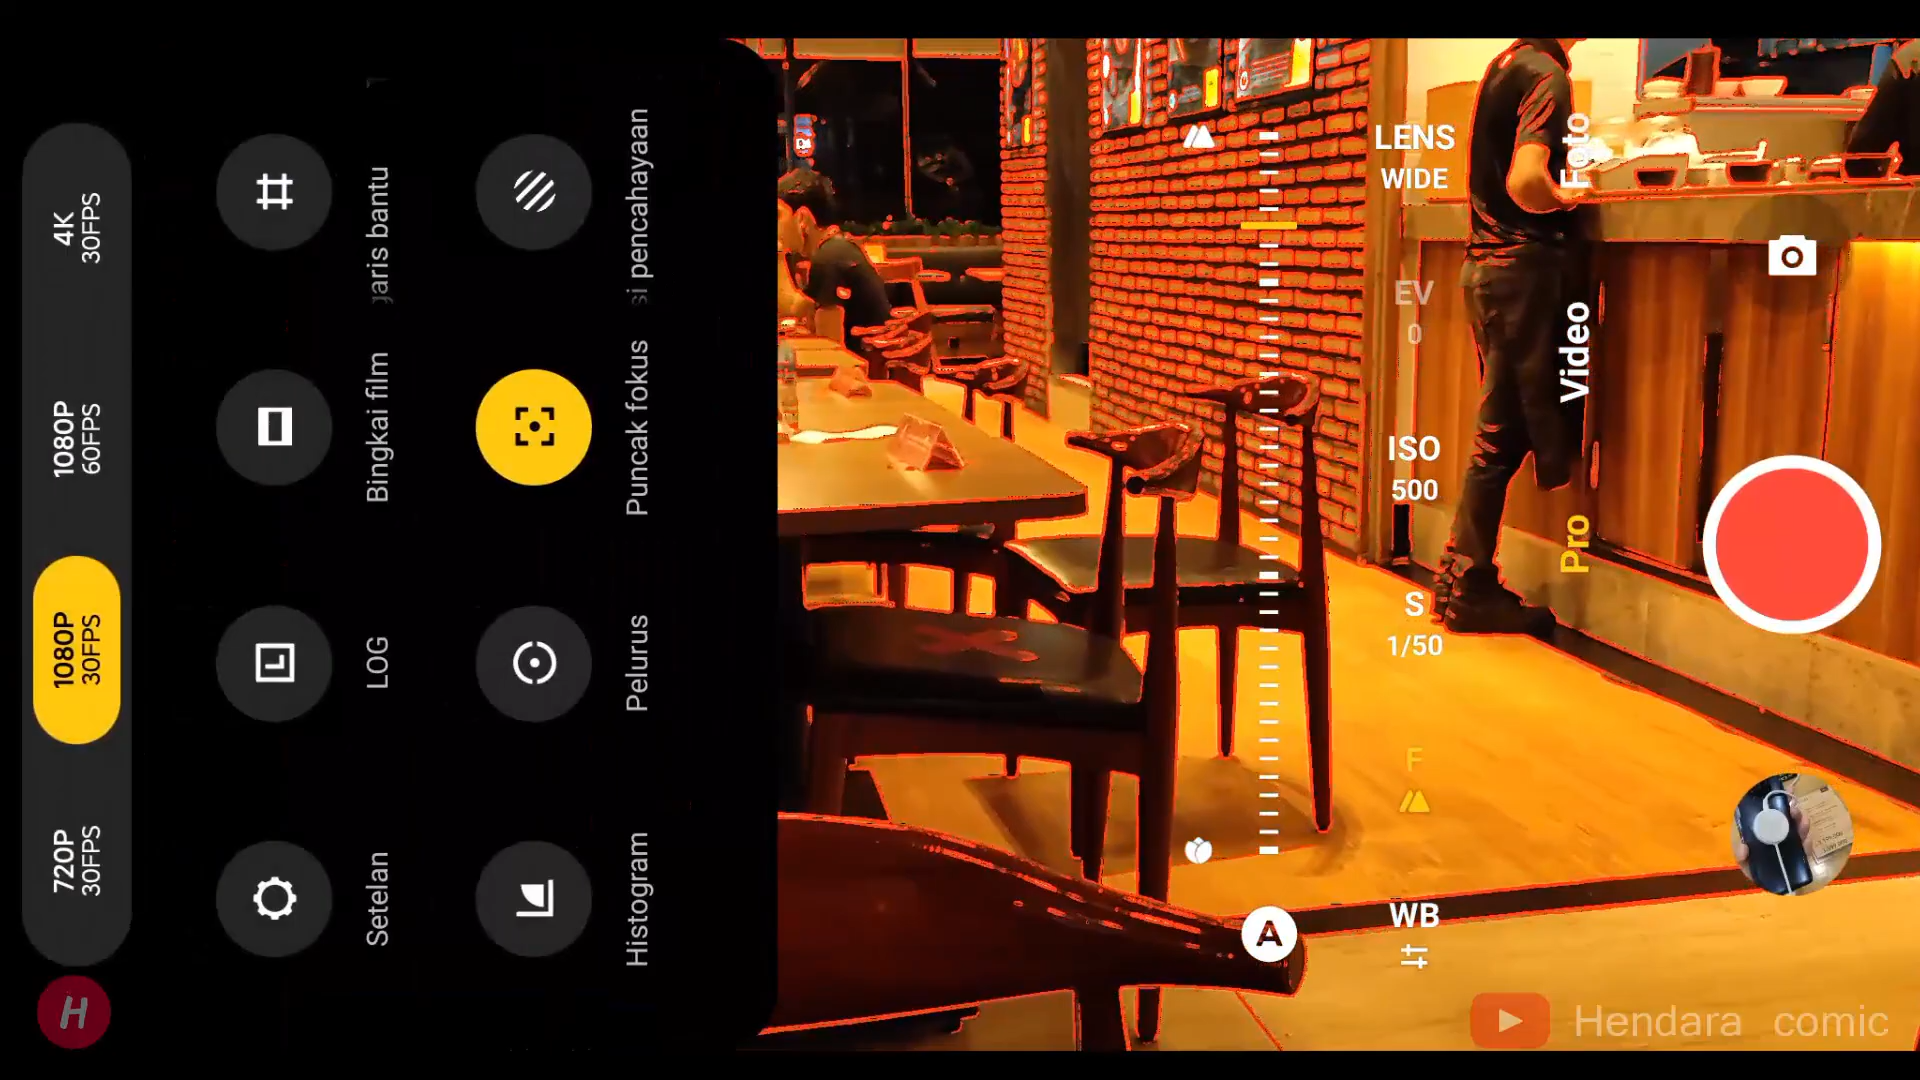 4K
30FPS
1080P
60FPS
1080P
30FPS
720P
30FPS
garis bantu
Bingkai film
LOG
Setelan
si pencahayaan
Puncak fokus
Pelurus
Histogram
LENS
WIDE
EV
0
ISO
500
S
1/50
F
WB
A
Foto
Video
Pro
H
Hendara comic